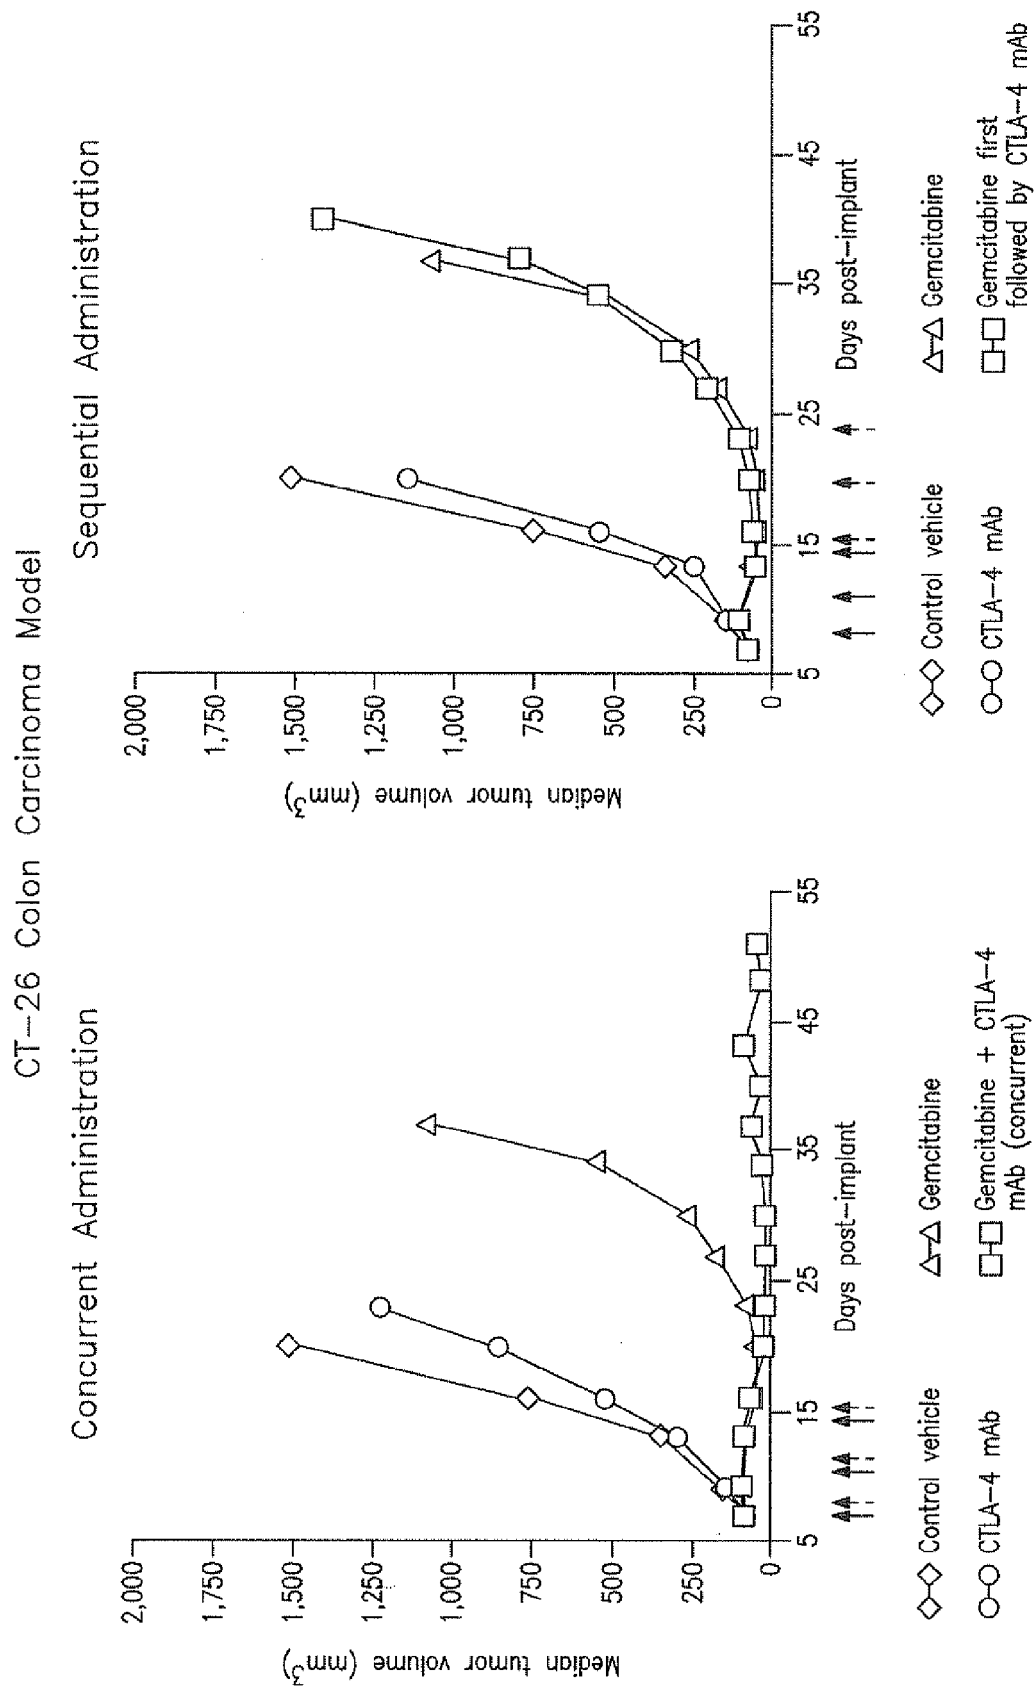 CT-26 Colon Carcinoma Model
Concurrent Administration
Median tumor volume (mm3)
2,000
1,750
1,500
1,250
1,000
750
500
250
0
5
15
25
35
45
55
Days post-implant
Control vehicle
CTLA-4 mAb
Gemcitabine
Gemcitabine + CTLA-4
mAb (concurrent)
Sequential Administration
Median tumor volume (mm3)
2,000
1,750
1,500
1,250
1,000
750
500
250
0
5
15
25
35
45
55
Days post-implant
Control vehicle
CTLA-4 mAb
Gemcitabine
Gemcitabine first
followed by CTLA-4 mAb